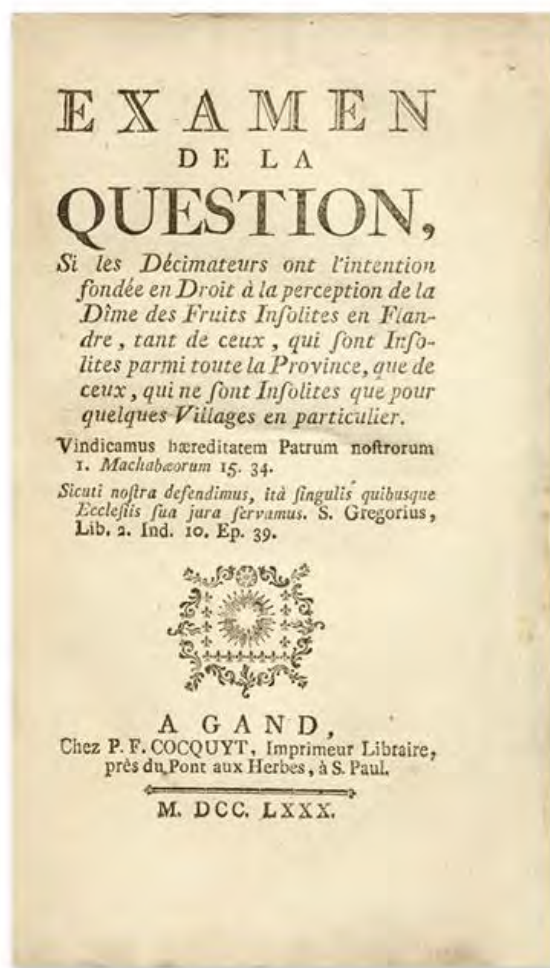 EXAMEN
DE LA
QUESTION,
Si les Décimateurs ont l'intention
fondée en Droit à la perception de la
Dîme des Fruits Inſolites en Flan-
dre, tant de ceux, qui ſont Inſo-
lites parmi toute la Province, que de
ceux, qui ne ſont Inſolites que pour
quelques Villages en particulier.
Vindicamus hæreditatem Patrum noſtrorum
1. Machabæorum 15. 34.
Sicuti noſtra defendimus, ità ſingulis quibusque
Eccleſiis ſua jura ſervamus. S. Gregorius,
Lib. 2. Ind. 10. Ep. 39.
A GAND,
Chez P. F. COCQUYT, Imprimeur Libraire,
près du Pont aux Herbes, à S. Paul.
M. DCC. LXXX.